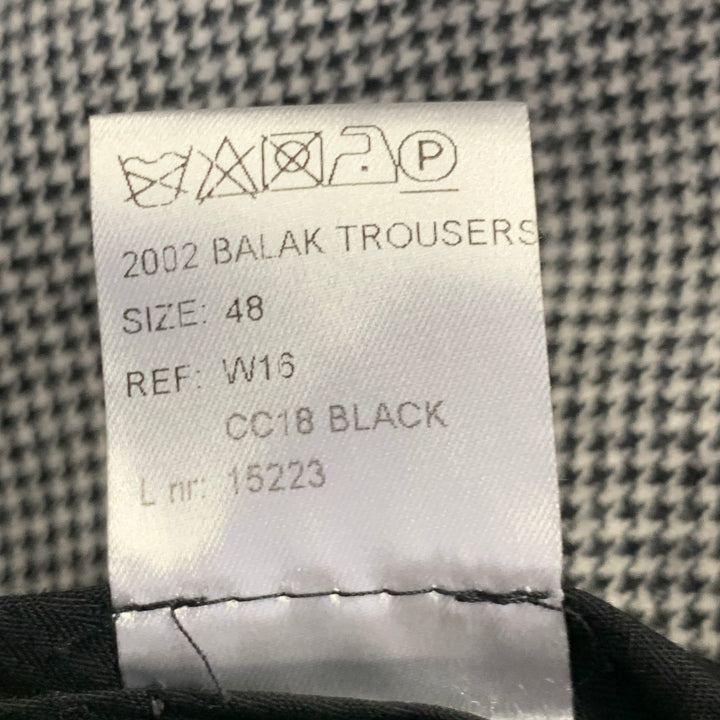 P
2002 BALAK TROUSERS
SIZE: 48
REF: W16
CC18 BLACK
L nr: 15223